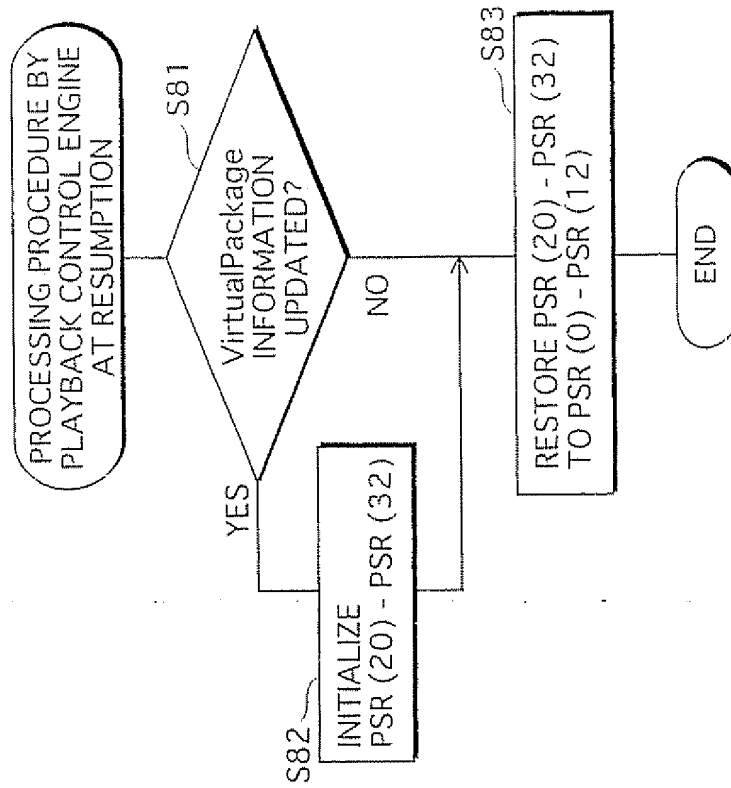 PROCESSING PROCEDURE BY
PLAYBACK CONTROL ENGINE
AT RESUMPTION
S81
VirtualPackage
INFORMATION
UPDATED?
YES
NO
S82
INITIALIZE
PSR (20) - PSR (32)
S83
RESTORE PSR (20) - PSR (32)
TO PSR (0) - PSR (12)
END